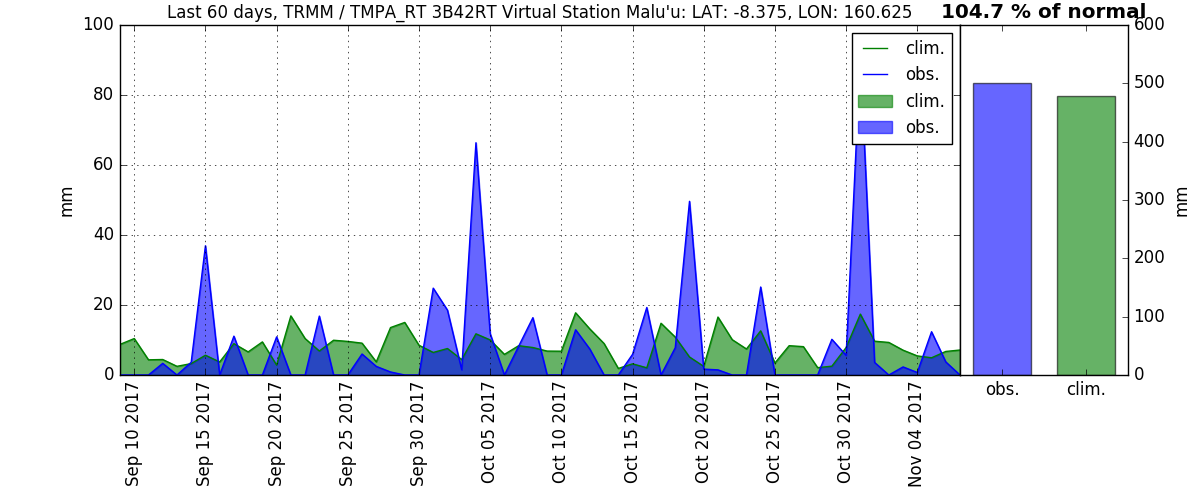 Last 60 days, TRMM / TMPA_RT 3B42RT Virtual Station Malu'u: LAT: -8.375, LON: 160.625
104.7 % of normal
100
80
60
40
20
0
mm
clim.
obs.
clim.
obs.
600
500
400
300
200
100
0
mm
obs.
clim.
Sep 10 2017
Sep 15 2017
Sep 20 2017
Sep 25 2017
Sep 30 2017
Oct 05 2017
Oct 10 2017
Oct 15 2017
Oct 20 2017
Oct 25 2017
Oct 30 2017
Nov 04 2017